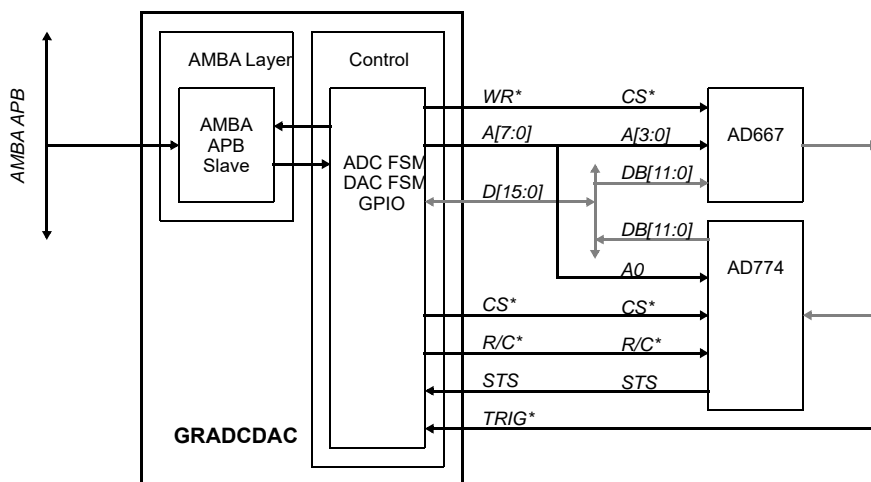 AMBA APB
AMBA Layer
Control
AMBA
APB
Slave
ADC FSM
DAC FSM
GPIO
WR*
CS*
A[7:0]
A[3:0]
AD667
DB[11:0]
D[15:0]
DB[11:0]
A0
AD774
CS*
CS*
R/C*
R/C*
STS
STS
TRIG*
GRADCDAC